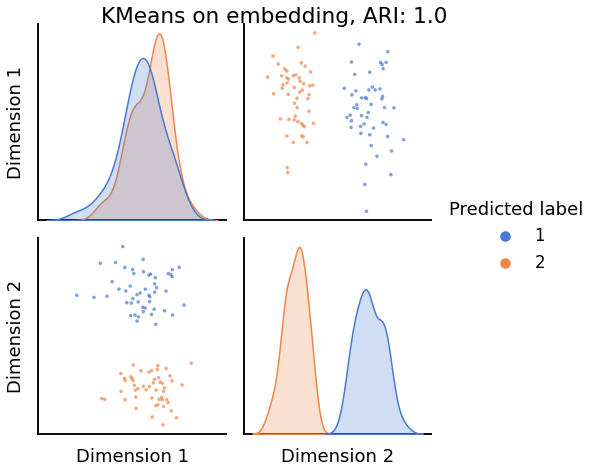 KMeans on embedding, ARI: 1.0
Dimension 1
Predicted label
1
2
Dimension 2
Dimension 1
Dimension 2